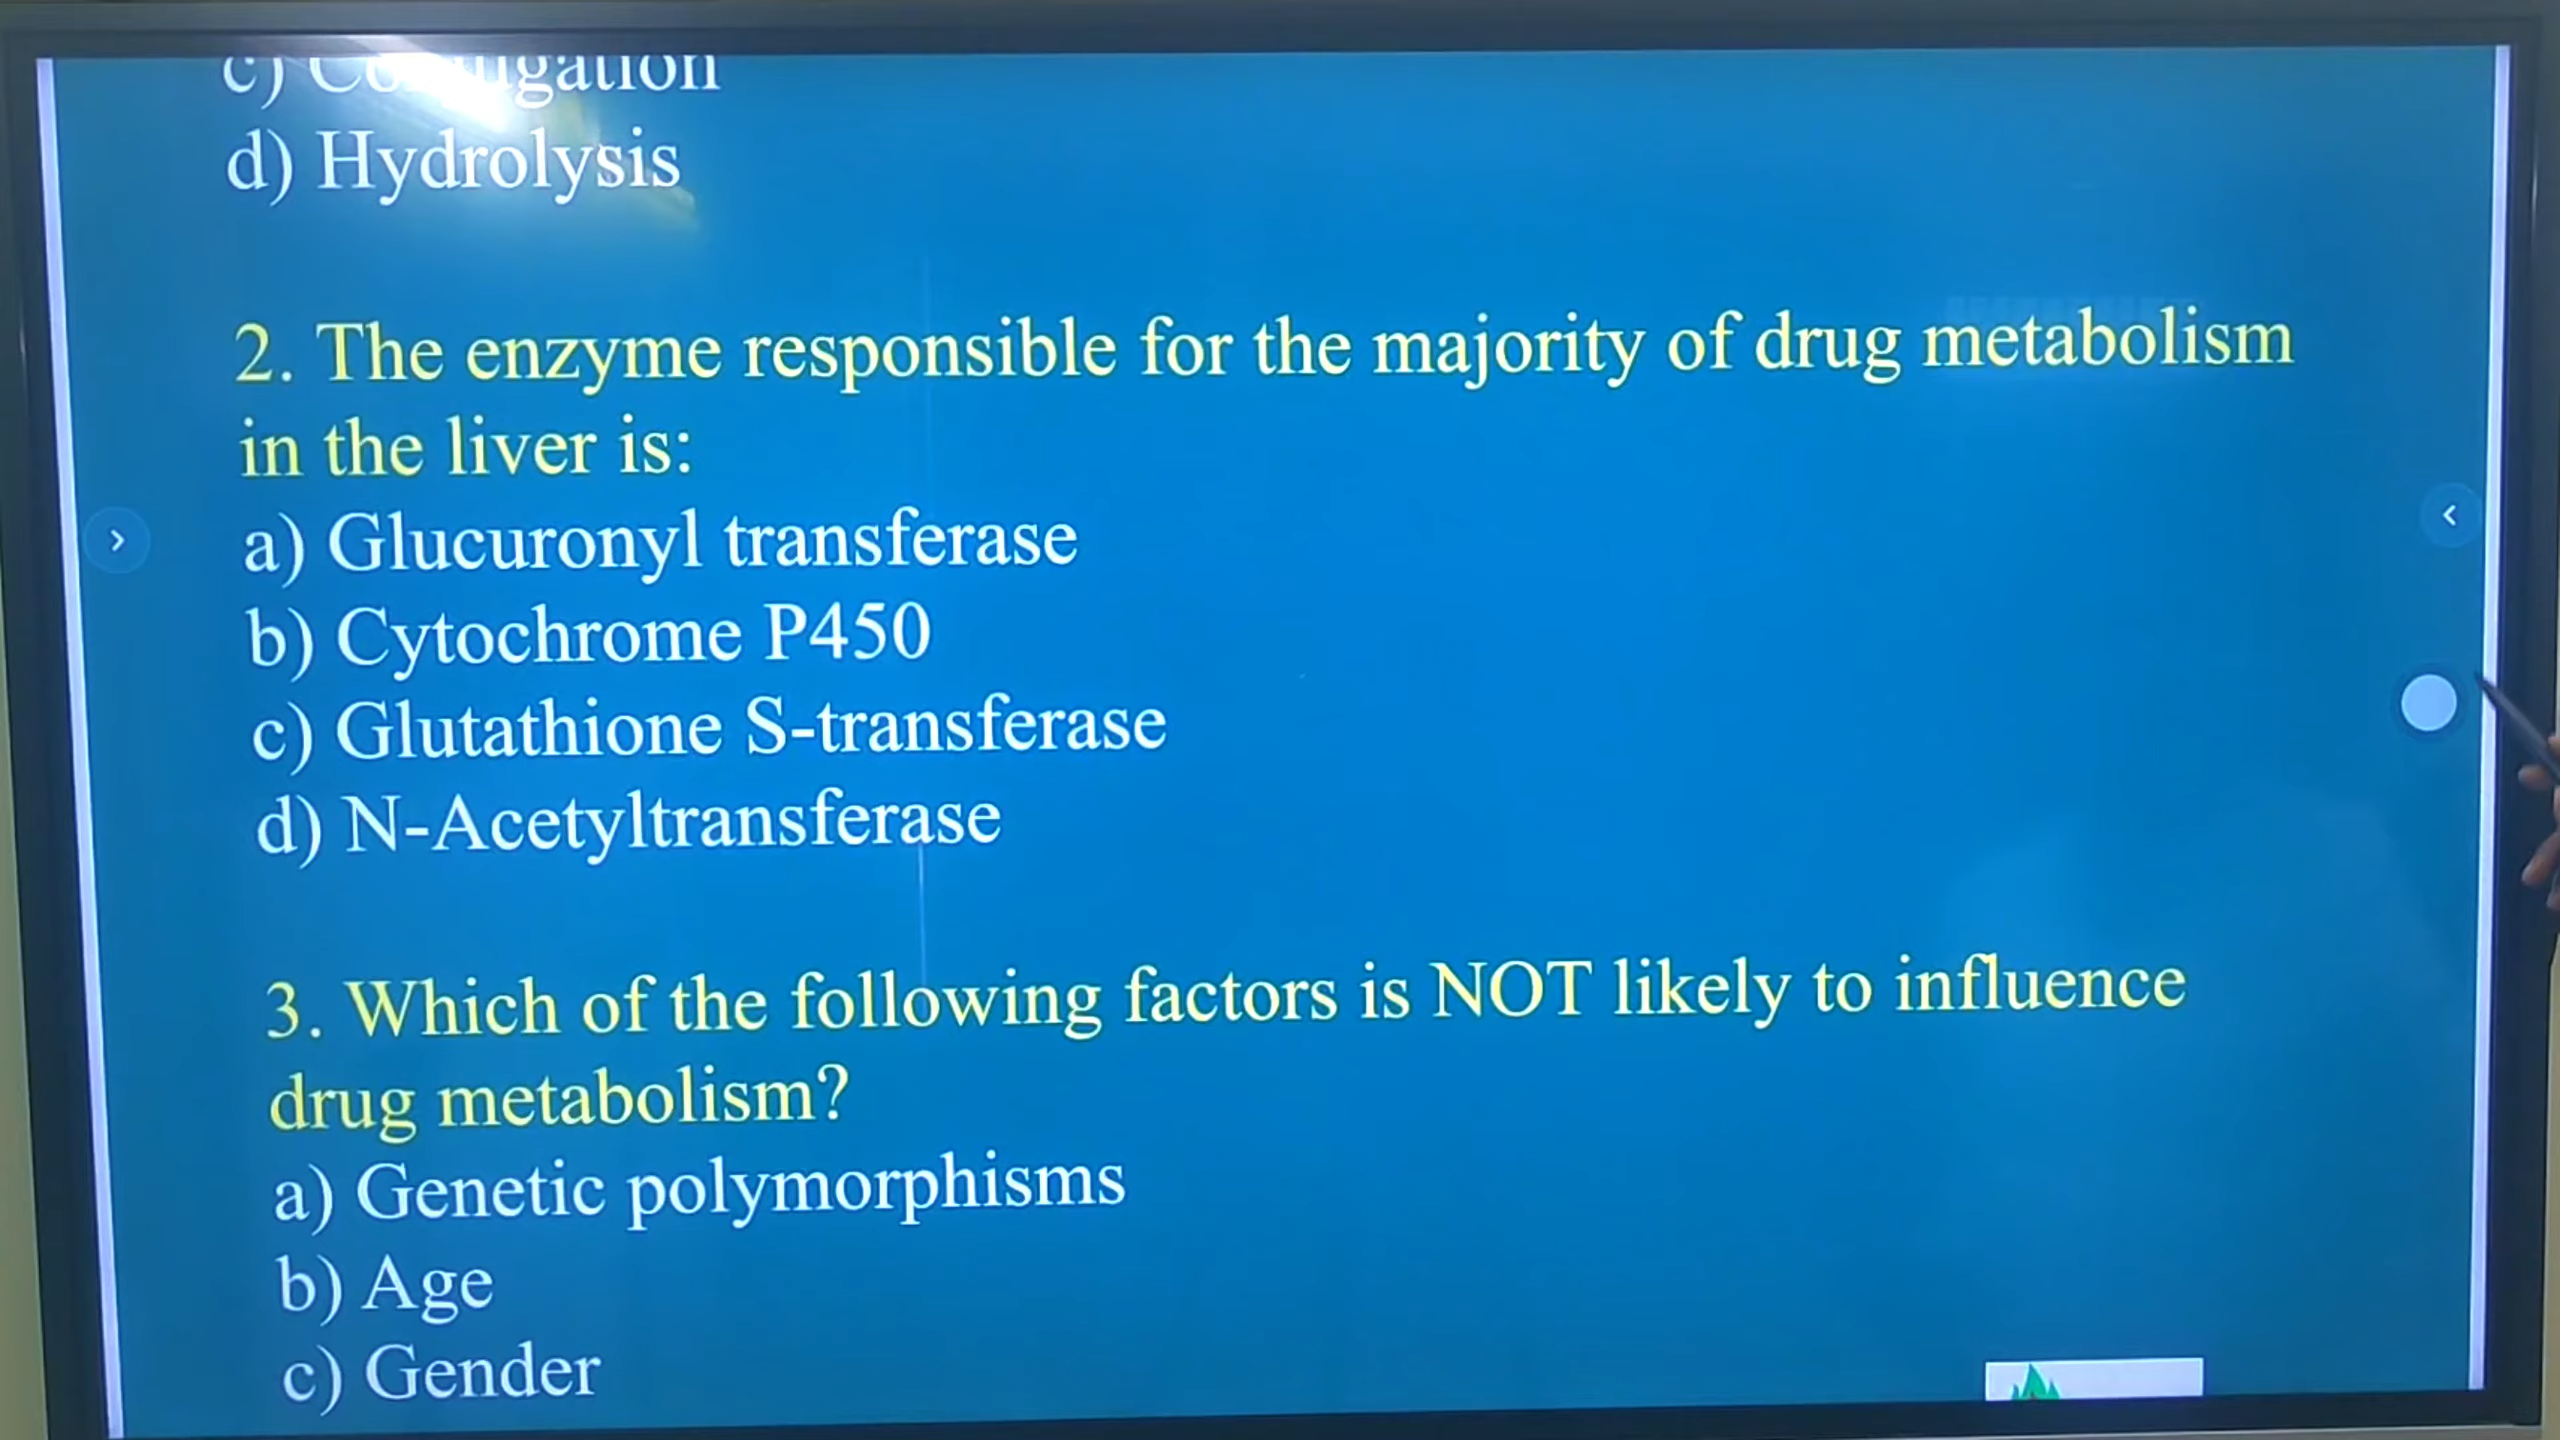 d) Hydrolysis
2. The enzyme responsible for the majority of drug metabolism
in the liver is:
a) Glucuronyl transferase
b) Cytochrome P450
c) Glutathione S-transferase
d) N-Acetyltransferase
3. Which of the following factors is NOT likely to influence
drug metabolism?
a) Genetic polymorphisms
b) Age
c) Gender